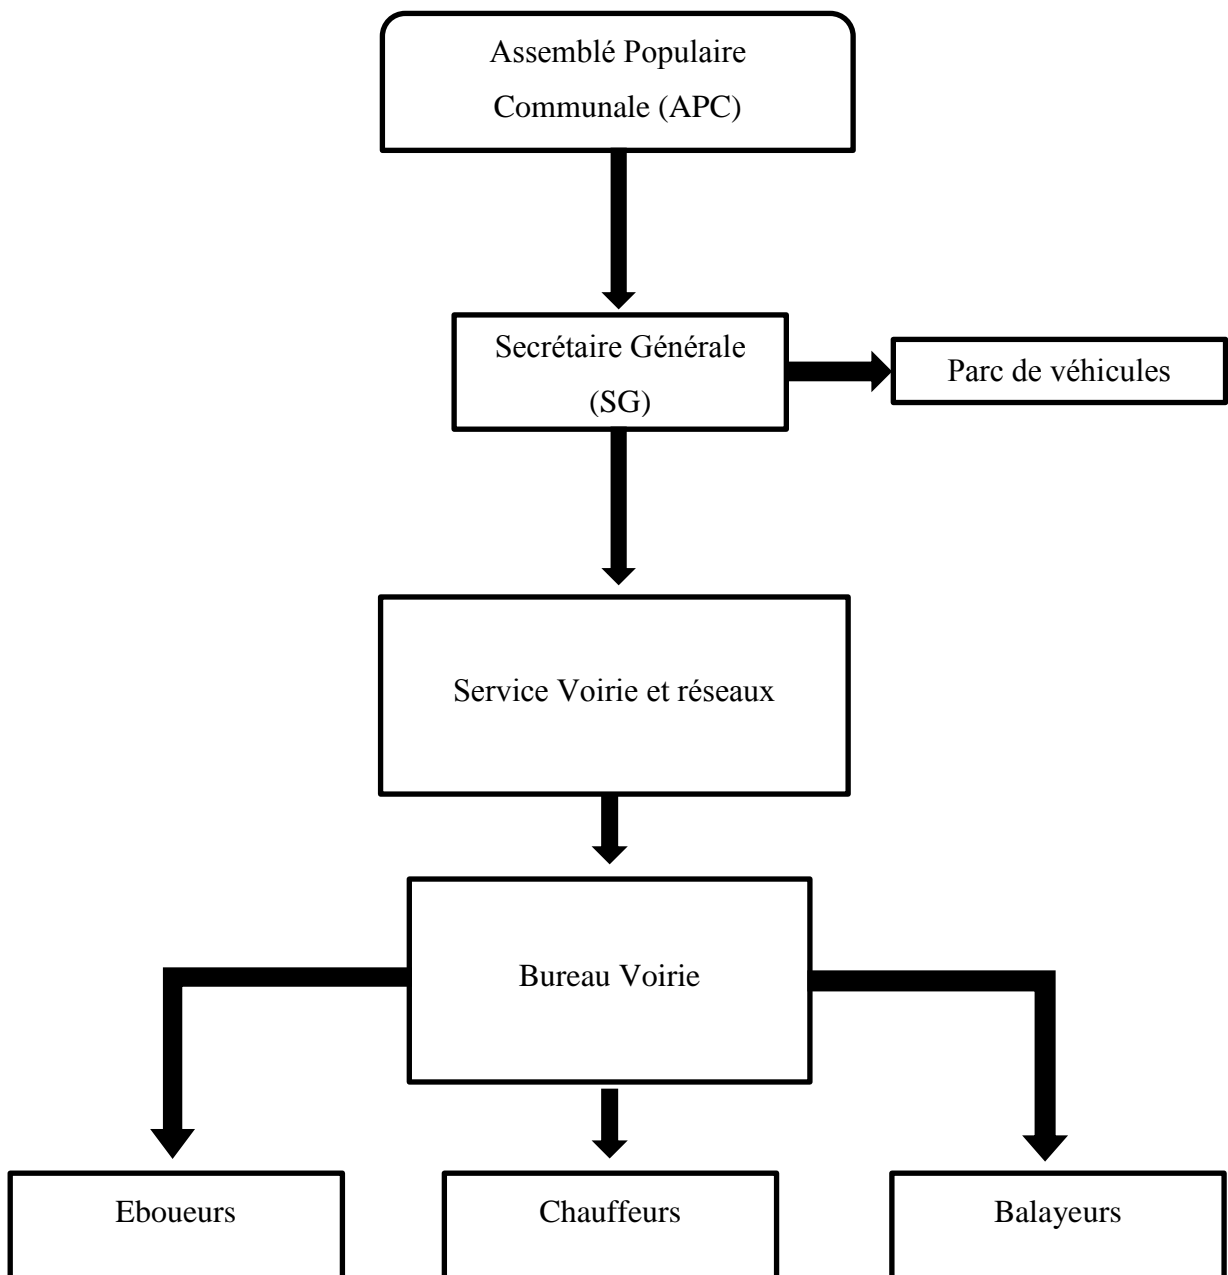 Assemblé Populaire
Communale (APC)
Secrétaire Générale
(SG)
Parc de véhicules
Service Voirie et réseaux
Bureau Voirie
Eboueurs
Chauffeurs
Balayeurs